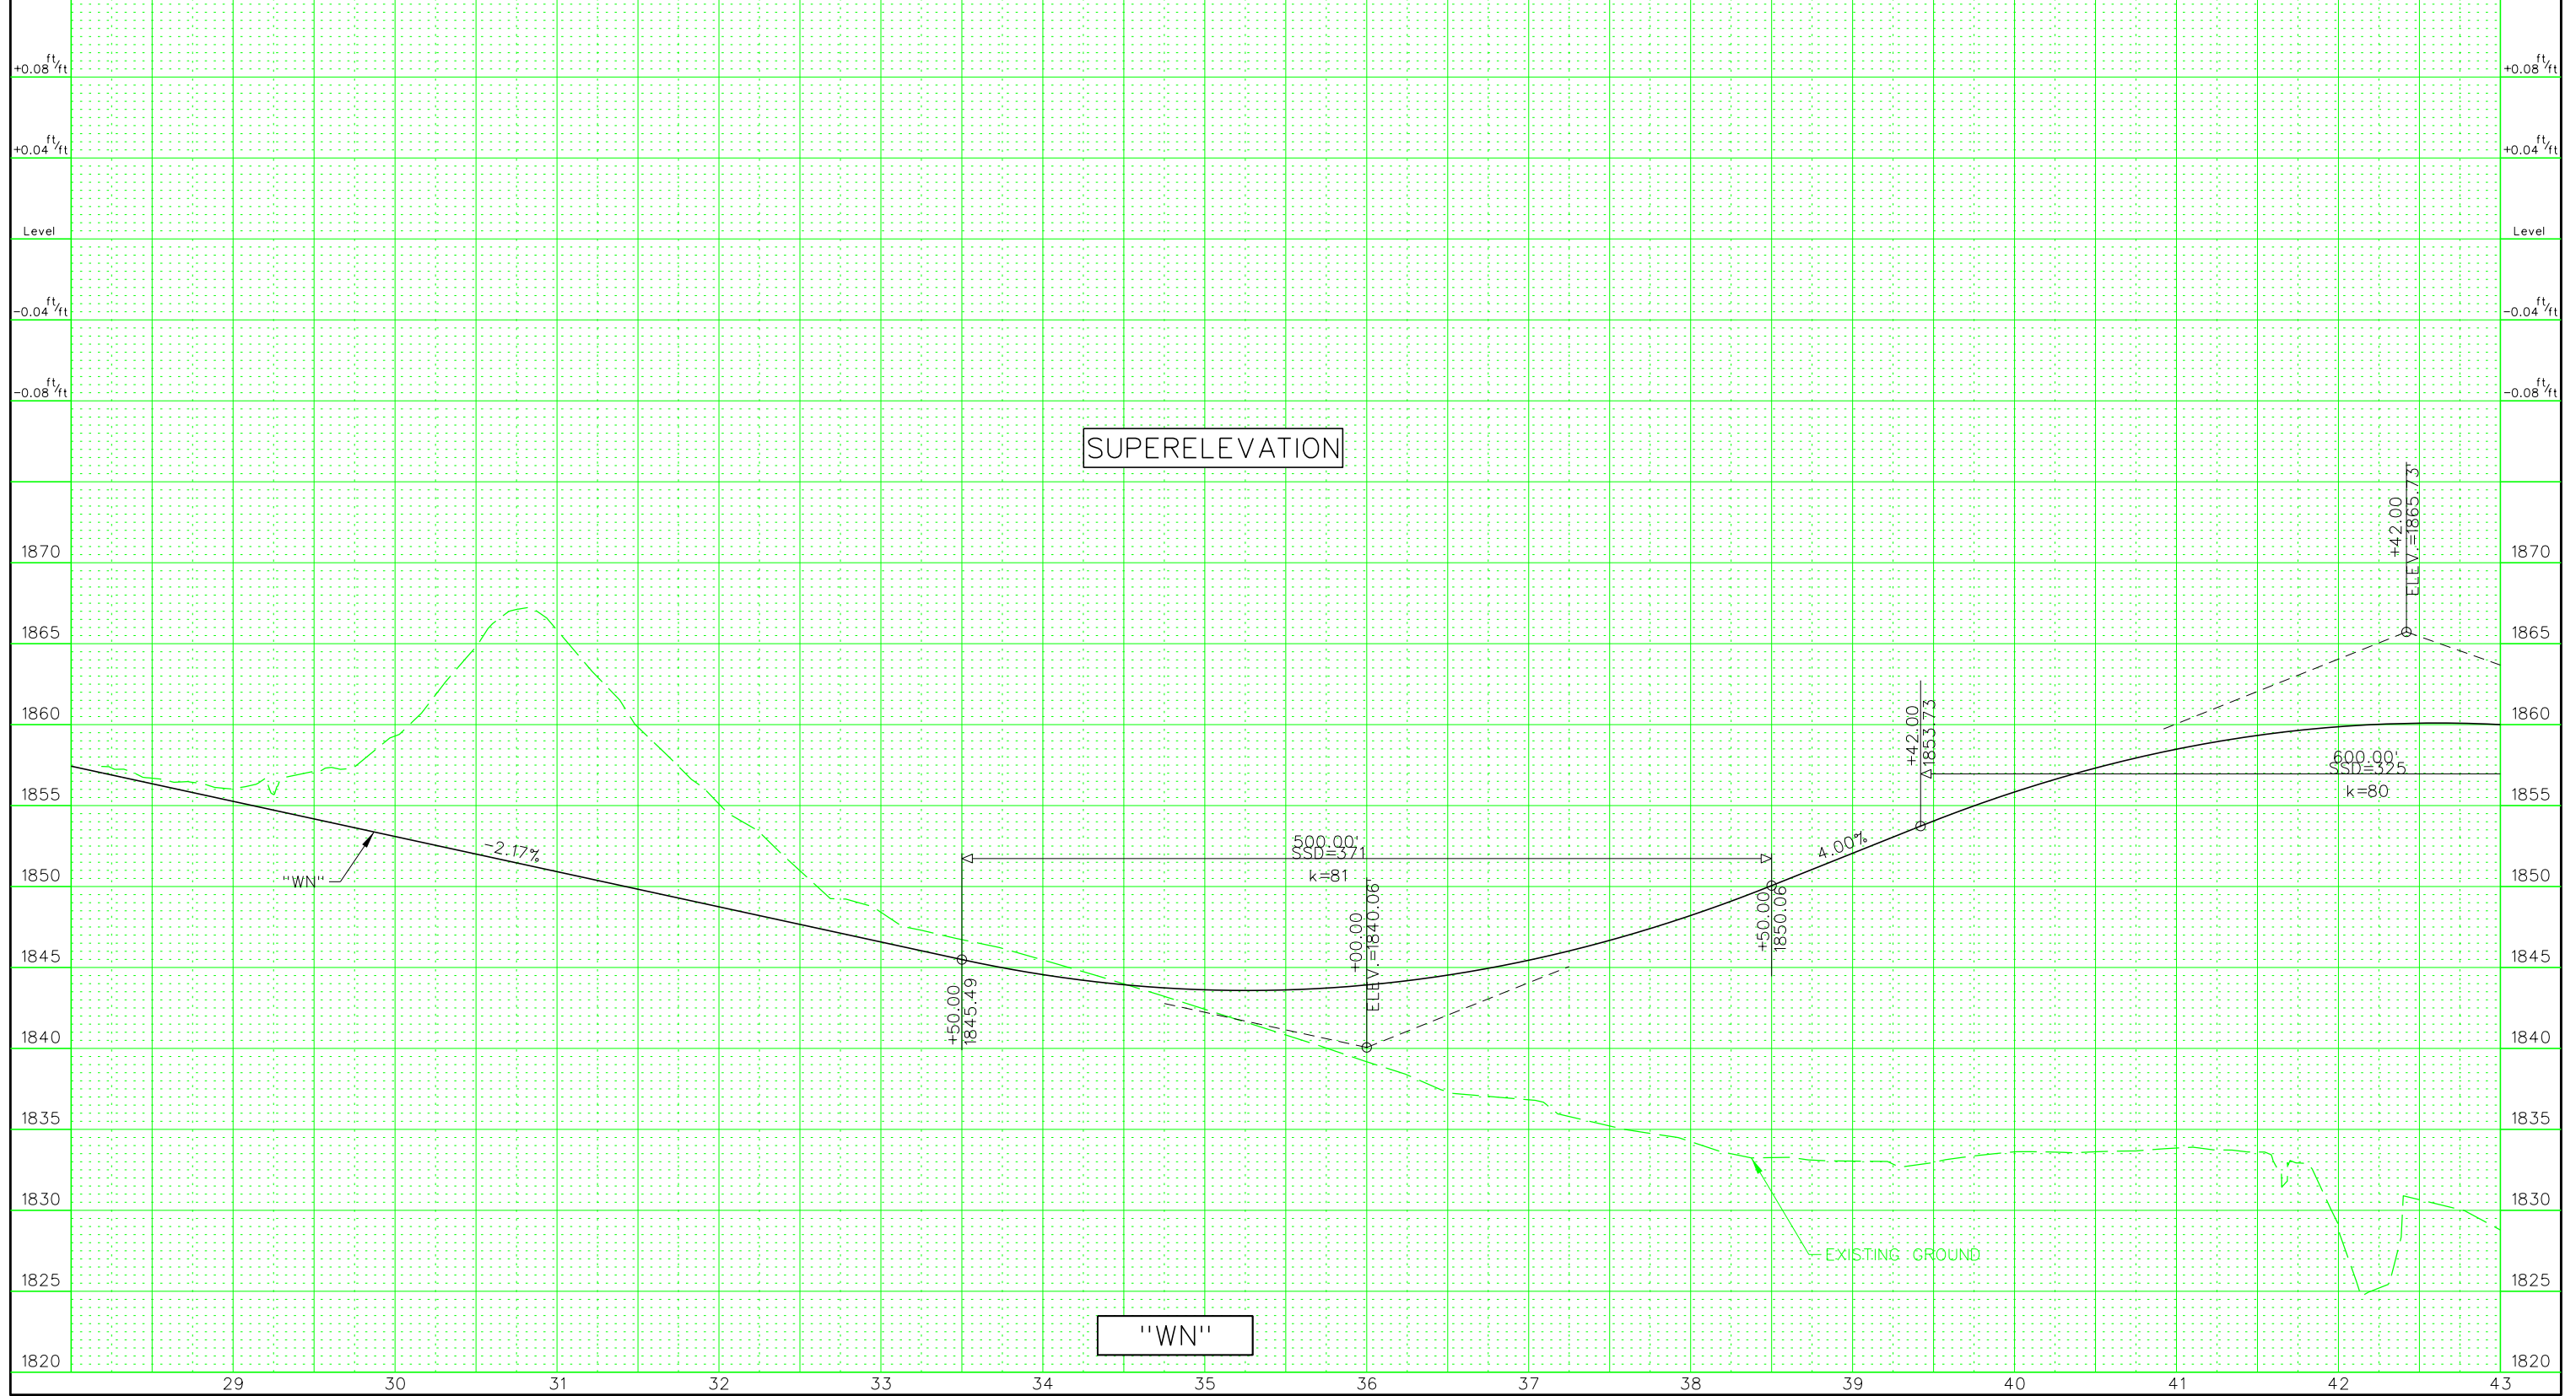 +0.08 ft/ft
+0.08 ft/ft
+0.04 ft/ft
+0.04 ft/ft
Level
Level
-0.04 ft/ft
-0.04 ft/ft
-0.08 ft/ft
-0.08 ft/ft
SUPERELEVATION
+42.00
ELEV.=1865.73'
1870
1870
1865
1865
1860
1860
+42.00
1853.73
600.00'
SSD=325
k=80
1855
1855
-2.17%
"WN"
500.00'
SSD=371
k=81
4.00%
1850
1850
+00.00
ELEV.=1840.06'
+50.00
1850.06
1845
1845
+50.00
1845.49
1840
1840
1835
1835
1830
1830
EXISTING GROUND
1825
1825
"WN"
1820
1820
29 30 31 32 33 34 35 36 37 38 39 40 41 42 43